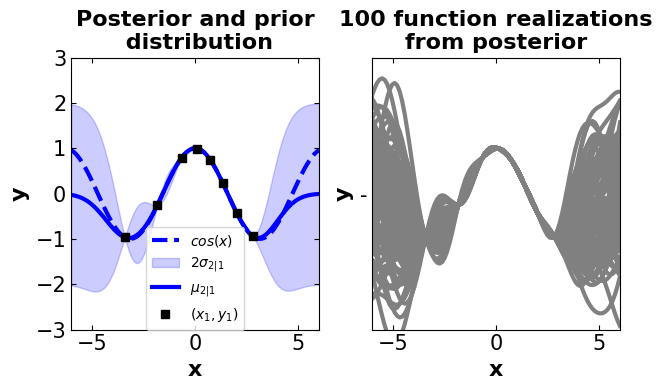 Posterior and prior
distribution
100 function realizations
from posterior
3
2
1
0
−1
−2
−3
y
cos(x)
2σ2|1
μ2|1
(x1, y1)
−5
0
5
x
y
−5
0
5
x